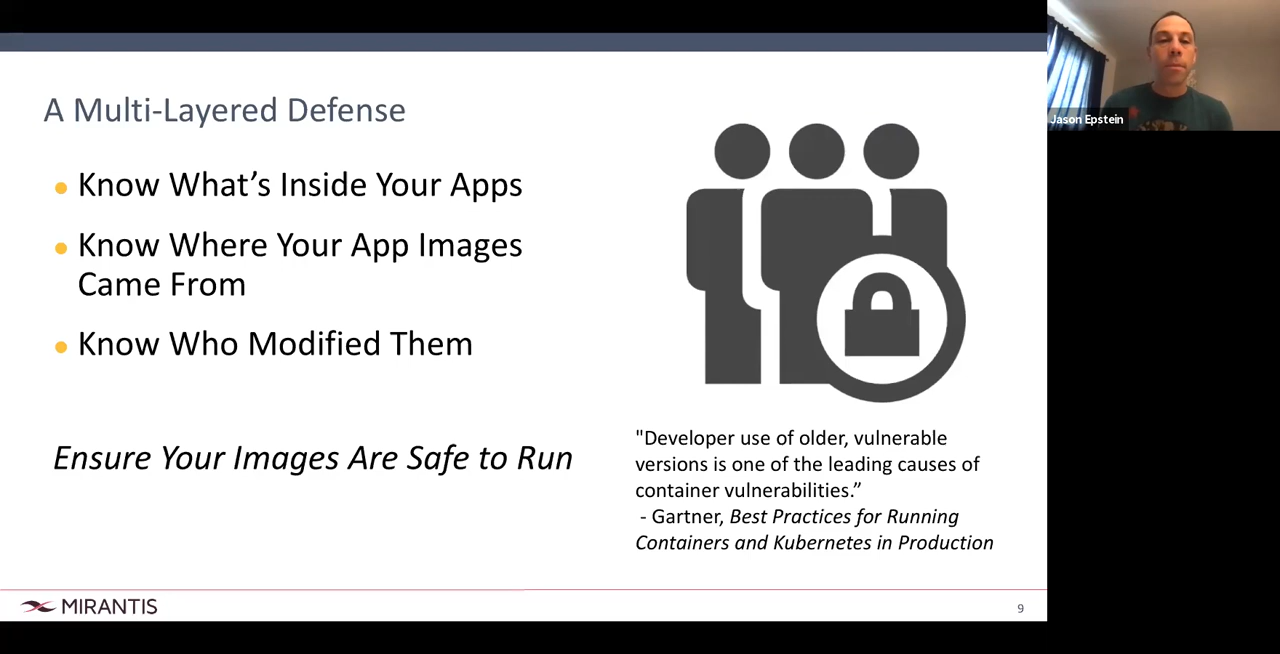 A Multi-Layered Defense
Know What’s Inside Your Apps
Know Where Your App Images
Came From
Know Who Modified Them
Ensure Your Images Are Safe to Run
"Developer use of older, vulnerable
versions is one of the leading causes of
container vulnerabilities.”
- Gartner, Best Practices for Running
Containers and Kubernetes in Production
MIRANTIS
9
Jason Epstein